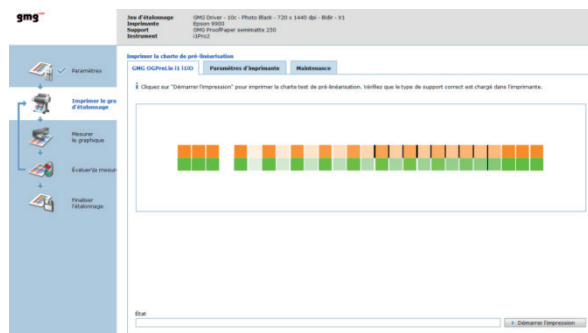 gmg
Jeu d'étalonnage GMG Driver - 10c - Photo Black - 720 x 1440 dpi - Bidir - V1
Imprimante Epson 9900
Support GMG ProofPaper semimatte 250
Instrument i1Pro2
Imprimer la charte de pré-linéarisation
GMG OGPreLin i1 i1iO Paramètres d'imprimante Maintenance
i Cliquez sur "Démarrer l'impression" pour imprimer la charte test de pré-linéarisation. Vérifiez que le type de support correct est chargé dans l'imprimante.
Paramètres
Imprimer le gra
d'étalonnage
Mesurer
le graphique
Évaluer la mesur
Finaliser
l'étalonnage
État
Démarrer l'impression